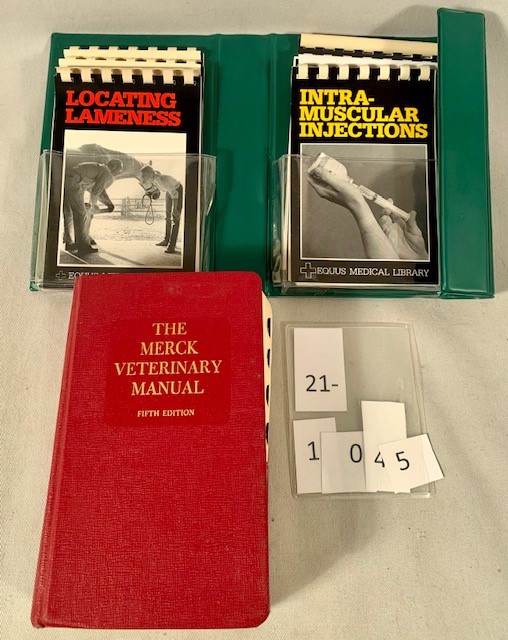 LOCATING
LAMENESS
EQUUS
INTRA-
MUSCULAR
INJECTIONS
EQUUS MEDICAL LIBRARY
THE
MERCK
VETERINARY
MANUAL
FIFTH EDITION
21-
1 0 4 5